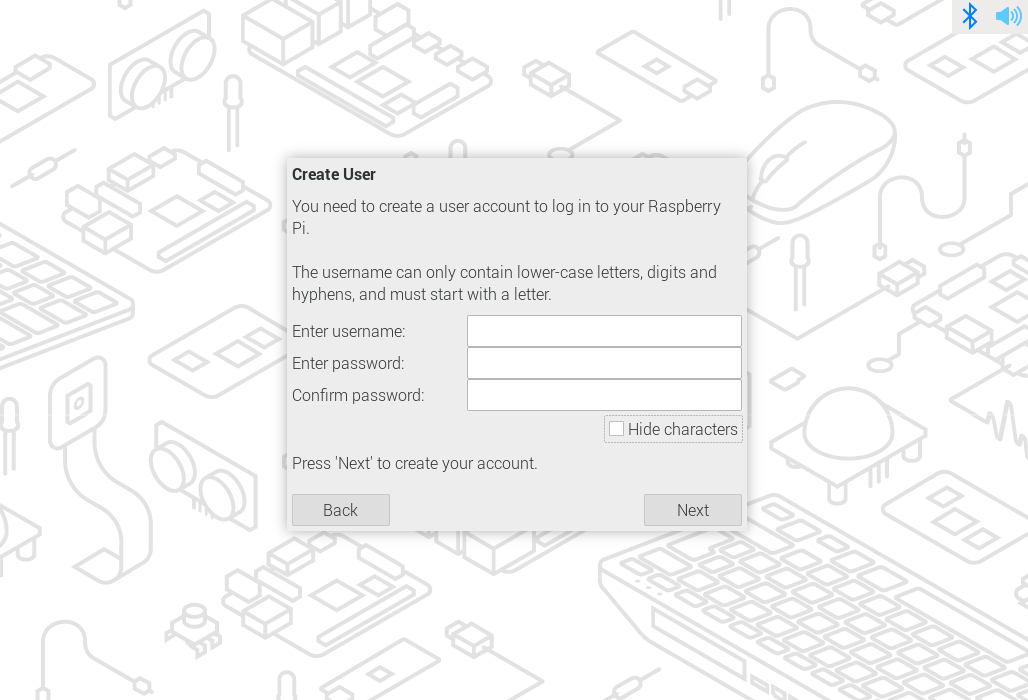 Create User
You need to create a user account to log in to your Raspberry
Pi.
The username can only contain lower-case letters, digits and
hyphens, and must start with a letter.
Enter username:
Enter password:
Confirm password:
Hide characters
Press 'Next' to create your account.
Back
Next